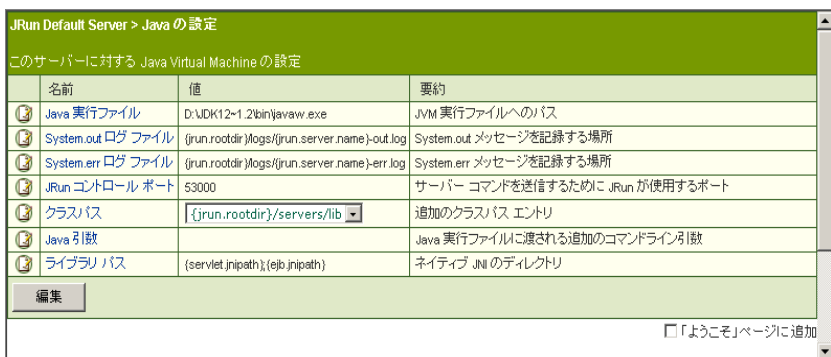 JRun Default Server > Java の設定
このサーバーに対する Java Virtual Machine の設定
名前 値 要約
Java 実行ファイル D:\JDK12~1.2\bin\javaw.exe JVM 実行ファイルへのパス
System.out ログ ファイル {jrun.rootdir}/logs/{jrun.server.name}-out.log System.out メッセージを記録する場所
System.err ログ ファイル {jrun.rootdir}/logs/{jrun.server.name}-err.log System.err メッセージを記録する場所
JRun コントロール ポート 53000 サーバー コマンドを送信するために JRun が使用するポート
クラスパス {jrun.rootdir}/servers/lib 追加のクラスパス エントリ
Java 引数 Java 実行ファイルに渡される追加のコマンドライン引数
ライブラリ パス {servlet.jnipath};{ejb.jnipath} ネイティブ JNI のディレクトリ
編集
「ようこそ」ページに追加